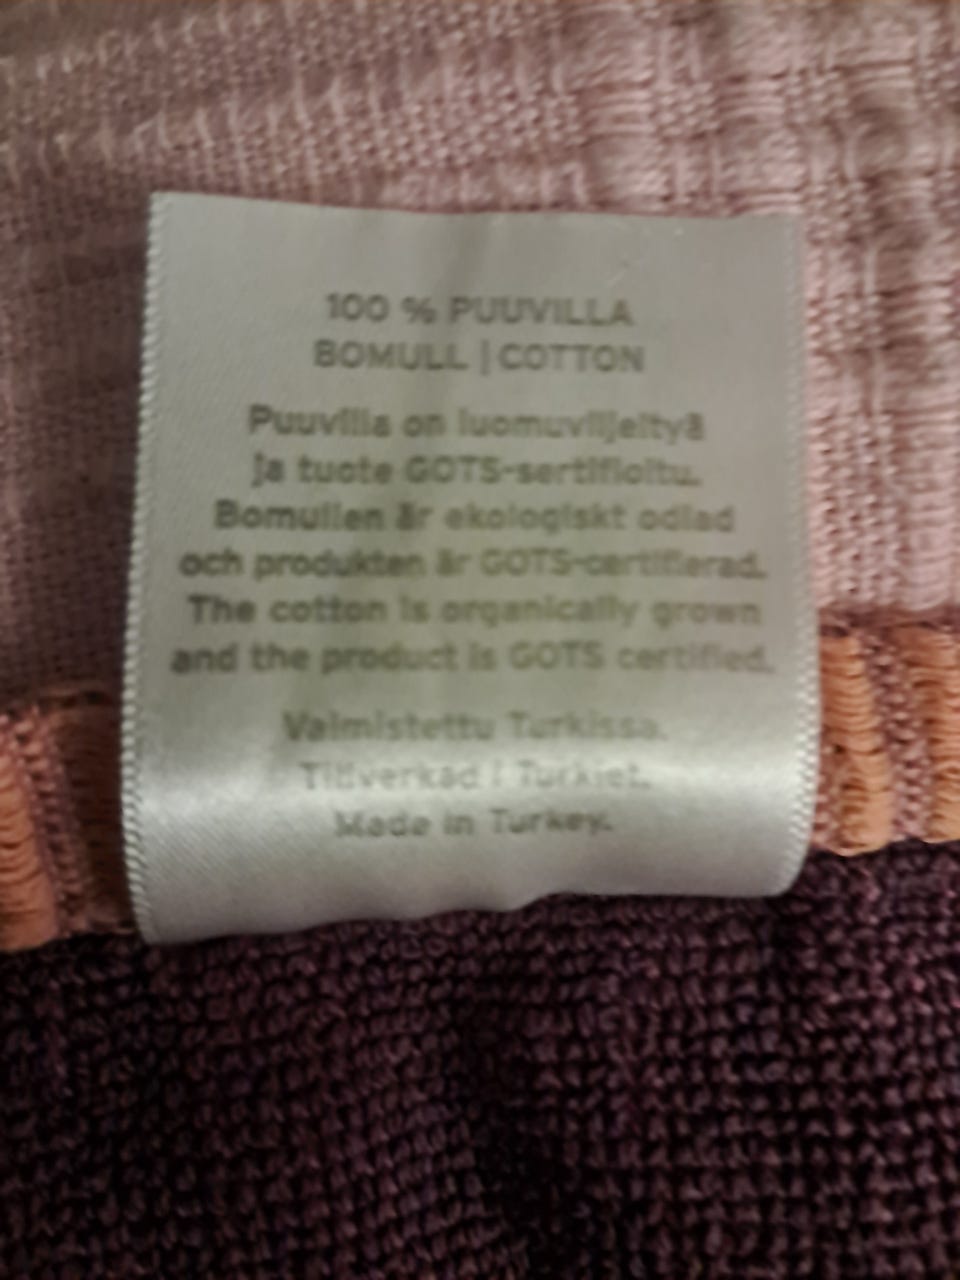 100 % PUUVILLA
BOMULL | COTTON
Puuvilla on luomuviljeltyä
ja tuote GOTS-sertifioitu.
Bomullen är ekologiskt odlad
och produkten är GOTS-certifierad.
The cotton is organically grown
and the product is GOTS certified.
Valmistettu Turkissa.
Tillverkad i Turkiet.
Made in Turkey.